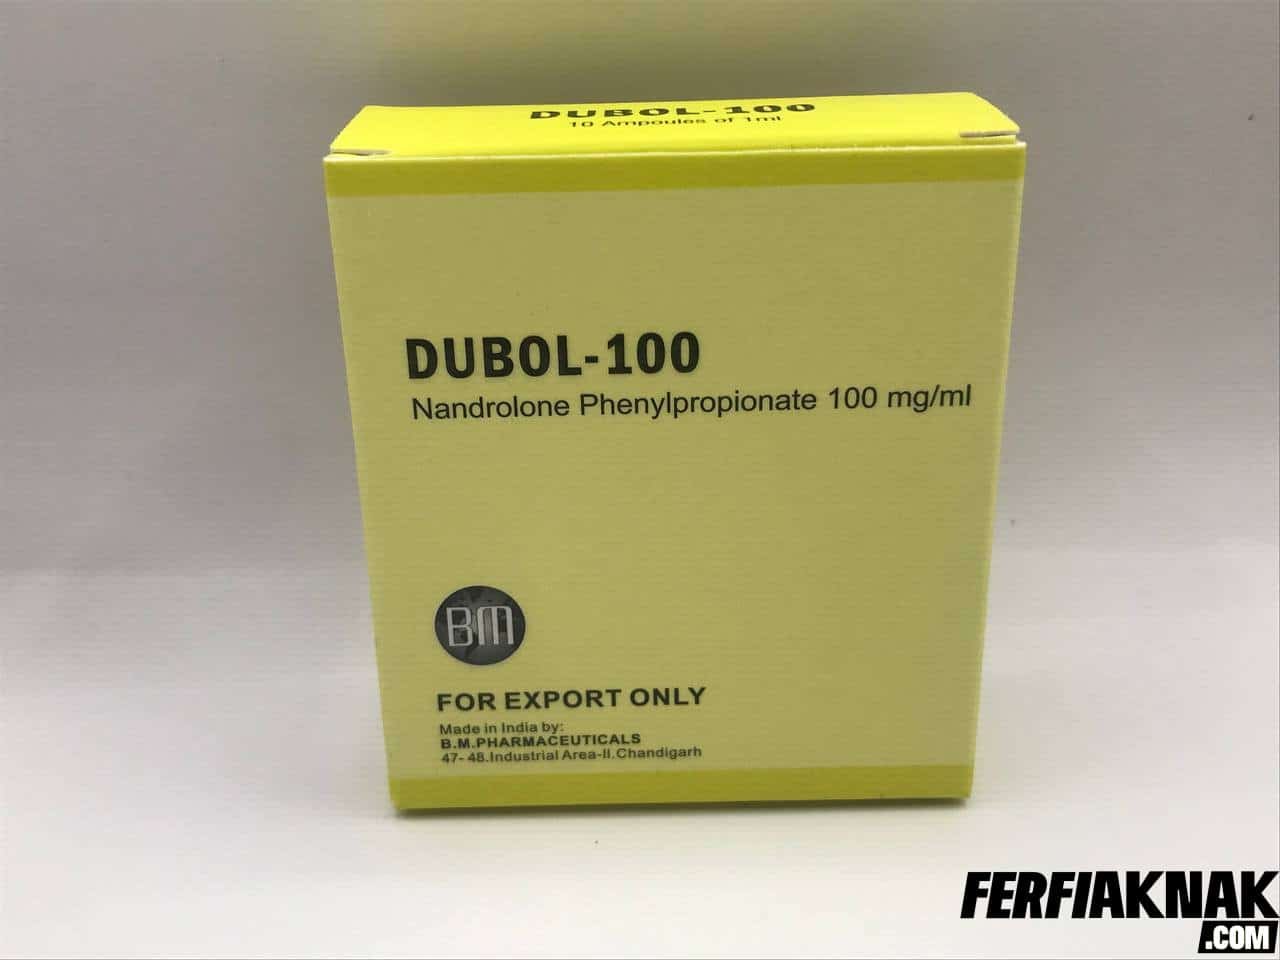 DUBOL-100
10 Ampoules of 1ml
DUBOL-100
Nandrolone Phenylpropionate 100 mg/ml
BM
FOR EXPORT ONLY
Made in India by:
B.M.PHARMACEUTICALS
47- 48.Industrial Area-II.Chandigarh
FERFIAKNAK
.COM